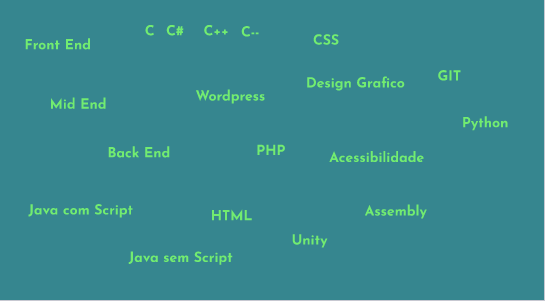 C C# C++ C--
CSS
Front End
GIT
Design Grafico
Wordpress
Mid End
Python
PHP
Back End
Acessibilidade
Java com Script
Assembly
HTML
Unity
Java sem Script